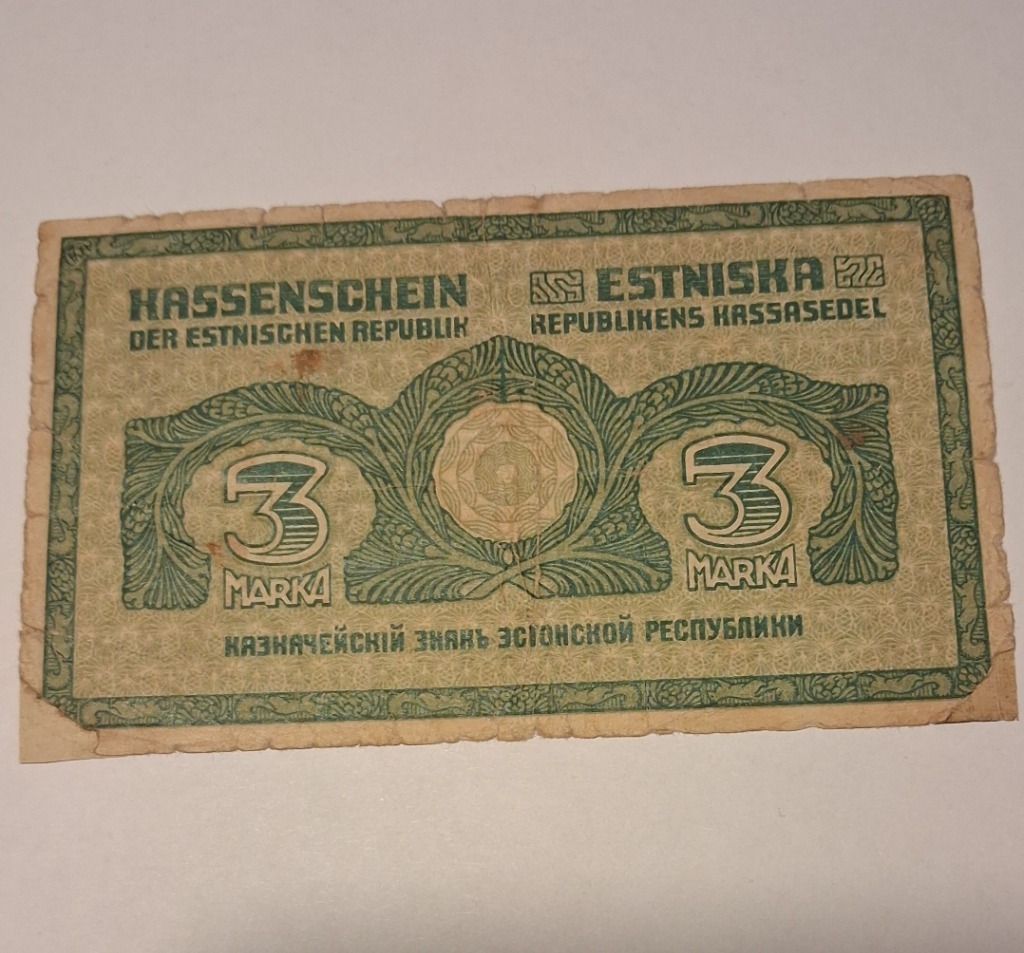 KASSENSCHEIN
DER ESTNISCHEN REPUBLIK
ESTNISKA
REPUBLIKENS KASSASEDEL
3
MARKA
3
MARKA
КАЗНАЧЕЙСКІЙ ЗНАКЪ ЭСТОНСКОЙ РЕСПУБЛИКИ